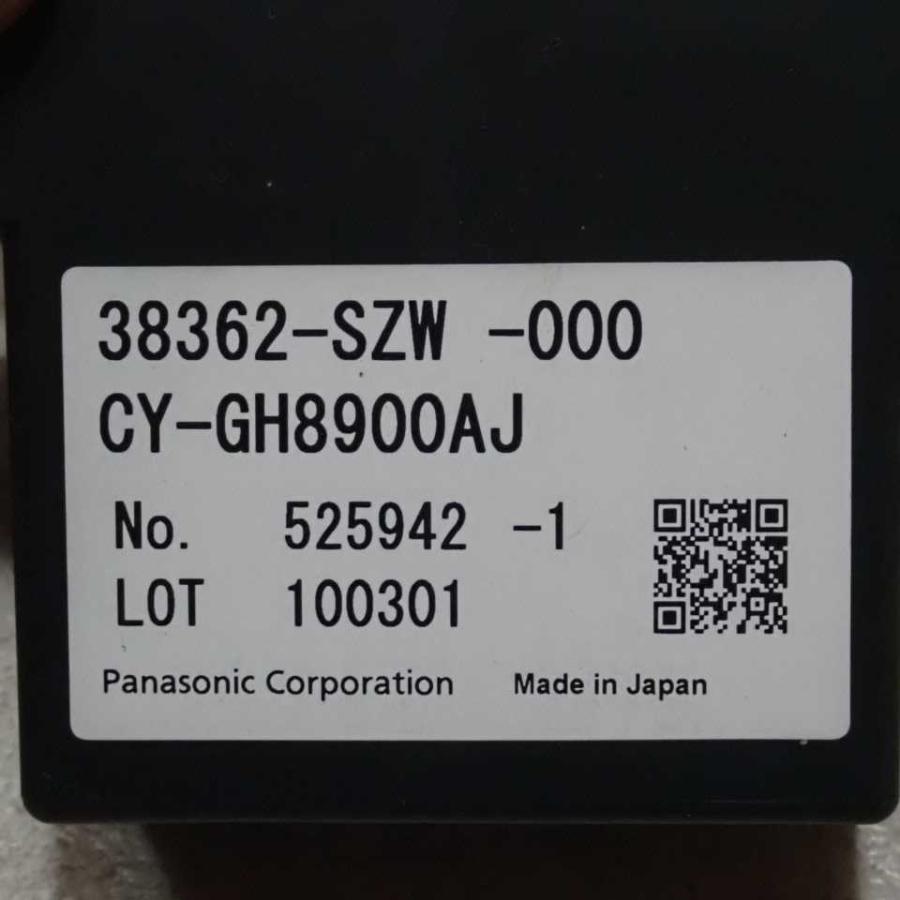 38362-SZW -000
CY-GH8900AJ
No. 525942 -1
LOT 100301
Panasonic Corporation Made in Japan